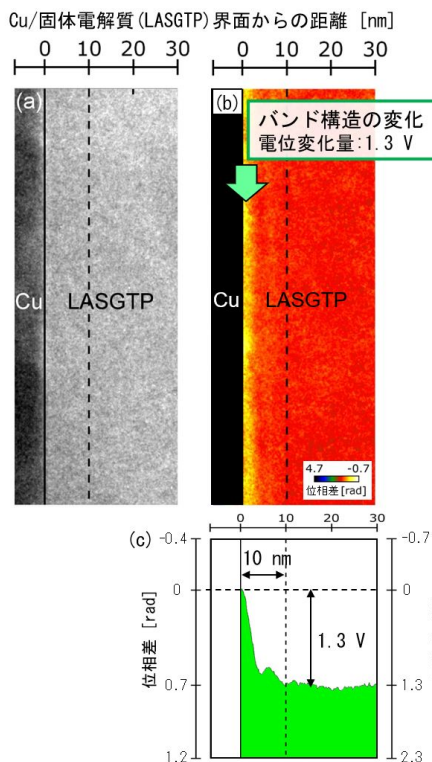 Cu/固体電解質(LASGTP)界面からの距離 [nm]
0 10 20 30 0 10 20 30
(a)
(b)
バンド構造の変化
電位変化量:1.3 V
Cu
LASGTP
Cu
LASGTP
4.7 -0.7
位相差[rad]
(c)
0 10 20 30
-0.4
-0.7
10 nm
0
0
位相差 [rad]
1.3 V
0.7
1.3
1.2
2.3